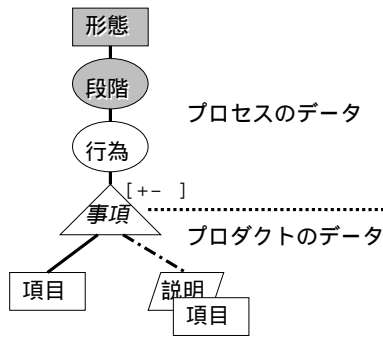 形態
段階
プロセスのデータ
行為
[+- ]
事項
プロダクトのデータ
項目
説明
項目